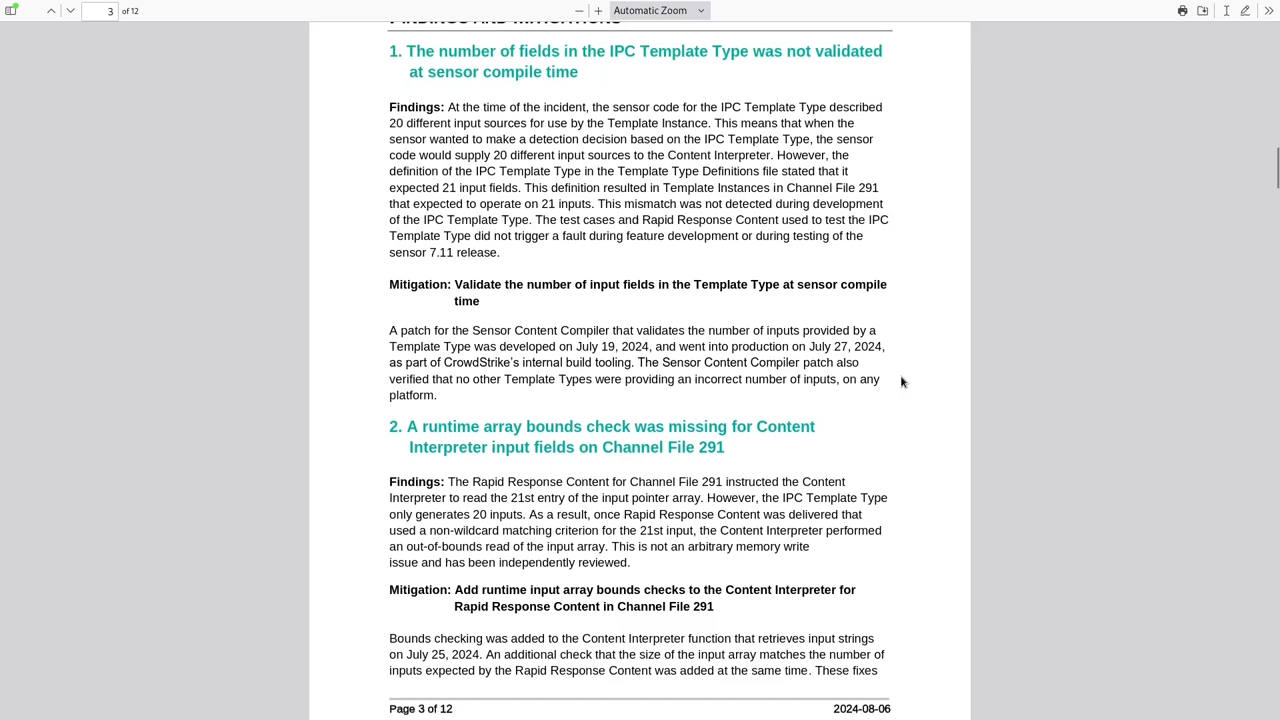 3
of 12
Automatic Zoom
FINDINGS AND MITIGATIONS
1. The number of fields in the IPC Template Type was not validated
at sensor compile time
Findings: At the time of the incident, the sensor code for the IPC Template Type described
20 different input sources for use by the Template Instance. This means that when the
sensor wanted to make a detection decision based on the IPC Template Type, the sensor
code would supply 20 different input sources to the Content Interpreter. However, the
definition of the IPC Template Type in the Template Type Definitions file stated that it
expected 21 input fields. This definition resulted in Template Instances in Channel File 291
that expected to operate on 21 inputs. This mismatch was not detected during development
of the IPC Template Type. The test cases and Rapid Response Content used to test the IPC
Template Type did not trigger a fault during feature development or during testing of the
sensor 7.11 release.
Mitigation: Validate the number of input fields in the Template Type at sensor compile
time
A patch for the Sensor Content Compiler that validates the number of inputs provided by a
Template Type was developed on July 19, 2024, and went into production on July 27, 2024,
as part of CrowdStrike's internal build tooling. The Sensor Content Compiler patch also
verified that no other Template Types were providing an incorrect number of inputs, on any
platform.
2. A runtime array bounds check was missing for Content
Interpreter input fields on Channel File 291
Findings: The Rapid Response Content for Channel File 291 instructed the Content
Interpreter to read the 21st entry of the input pointer array. However, the IPC Template Type
only generates 20 inputs. As a result, once Rapid Response Content was delivered that
used a non-wildcard matching criterion for the 21st input, the Content Interpreter performed
an out-of-bounds read of the input array. This is not an arbitrary memory write
issue and has been independently reviewed.
Mitigation: Add runtime input array bounds checks to the Content Interpreter for
Rapid Response Content in Channel File 291
Bounds checking was added to the Content Interpreter function that retrieves input strings
on July 25, 2024. An additional check that the size of the input array matches the number of
inputs expected by the Rapid Response Content was added at the same time. These fixes
Page 3 of 12
2024-08-06